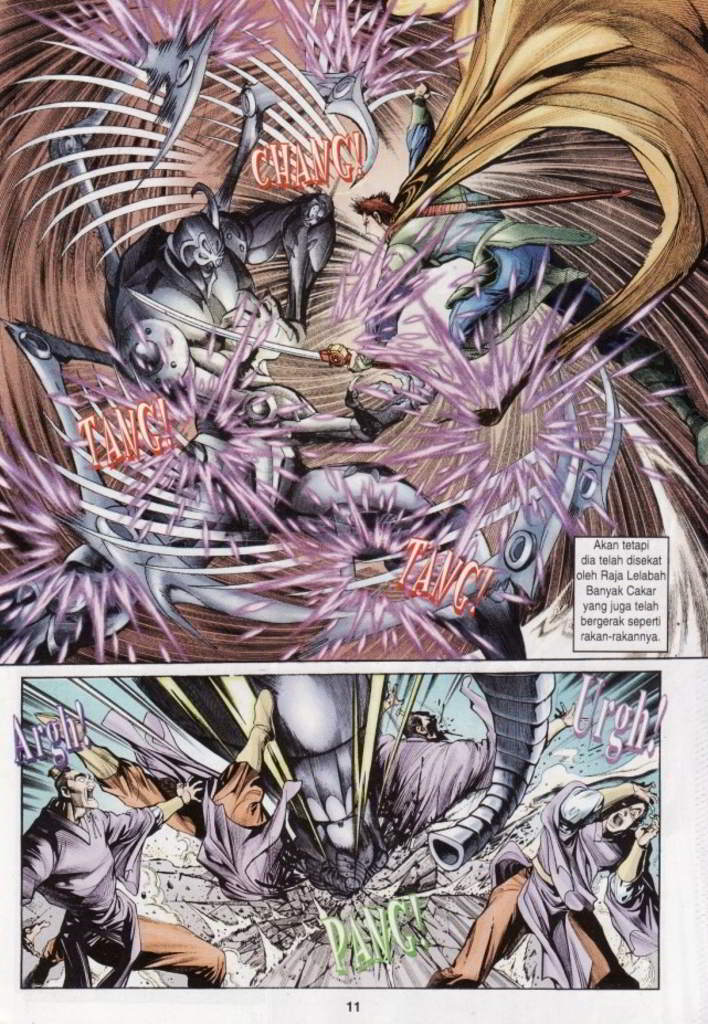 CHANG!
TANG!
TANG!
Akan tetapi
dia telah disekat
oleh Raja Lelabah
Banyak Cakar
yang juga telah
bergerak seperti
rakan-rakannya.
Argh!
Urgh!
PANG!
11